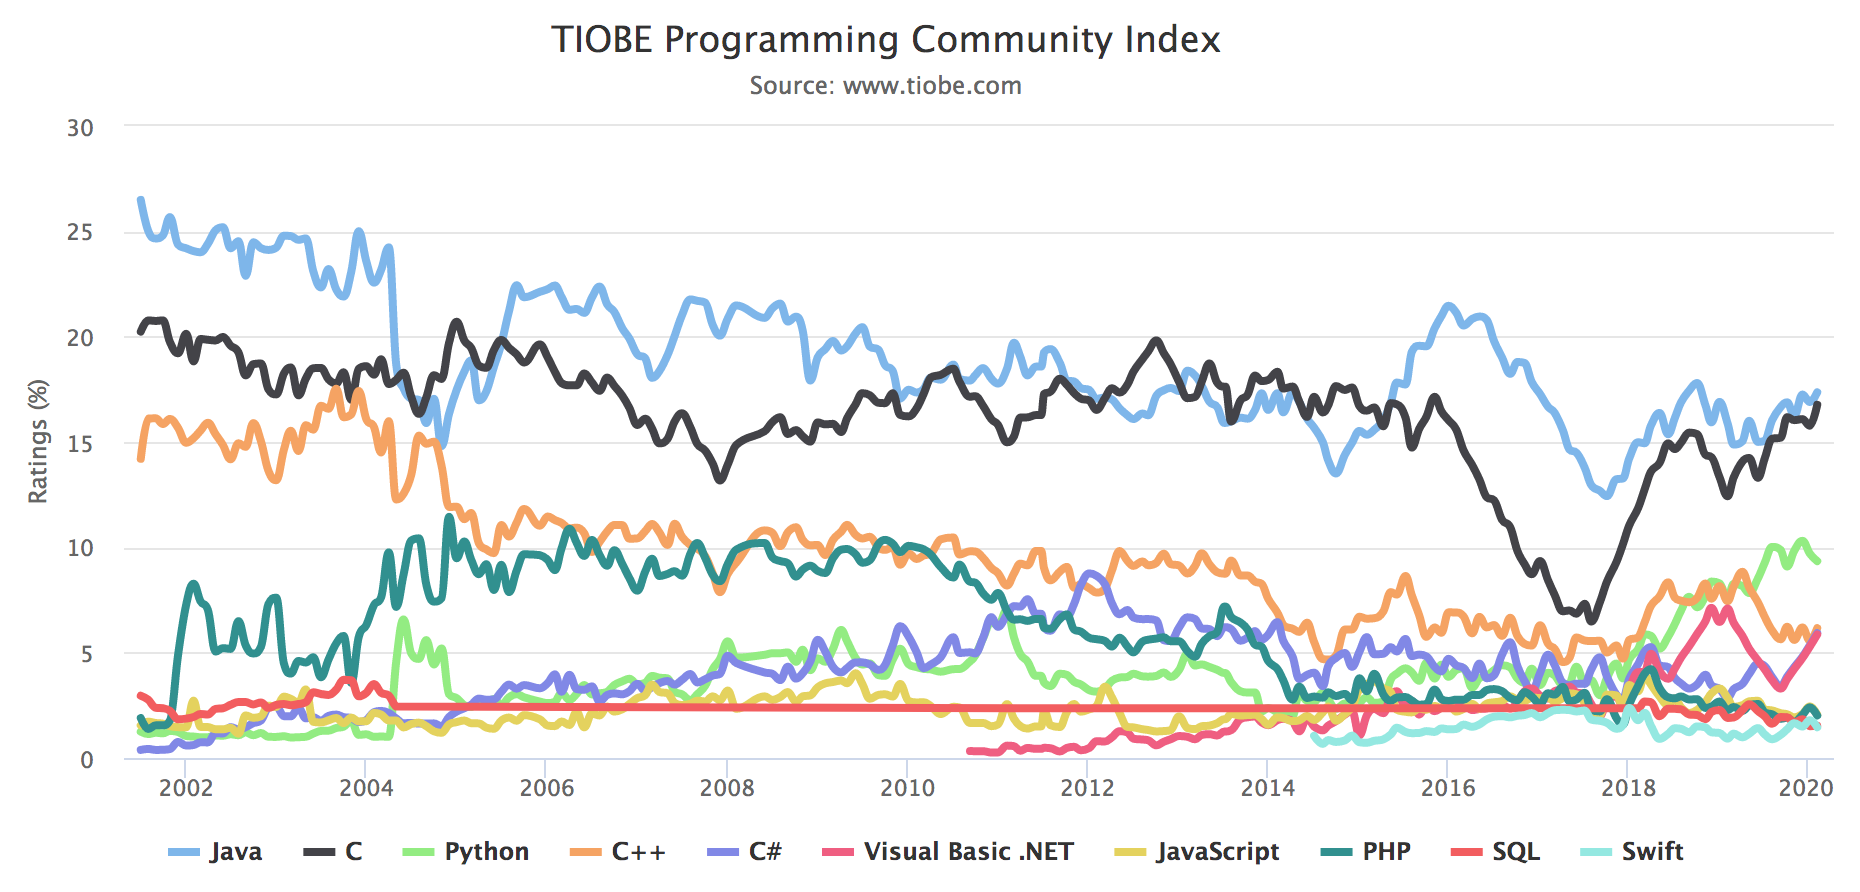 TIOBE Programming Community Index
Source: www.tiobe.com
Ratings (%)
30
25
20
15
10
5
0
2002 2004 2006 2008 2010 2012 2014 2016 2018 2020
Java C Python C++ C# Visual Basic .NET JavaScript PHP SQL Swift